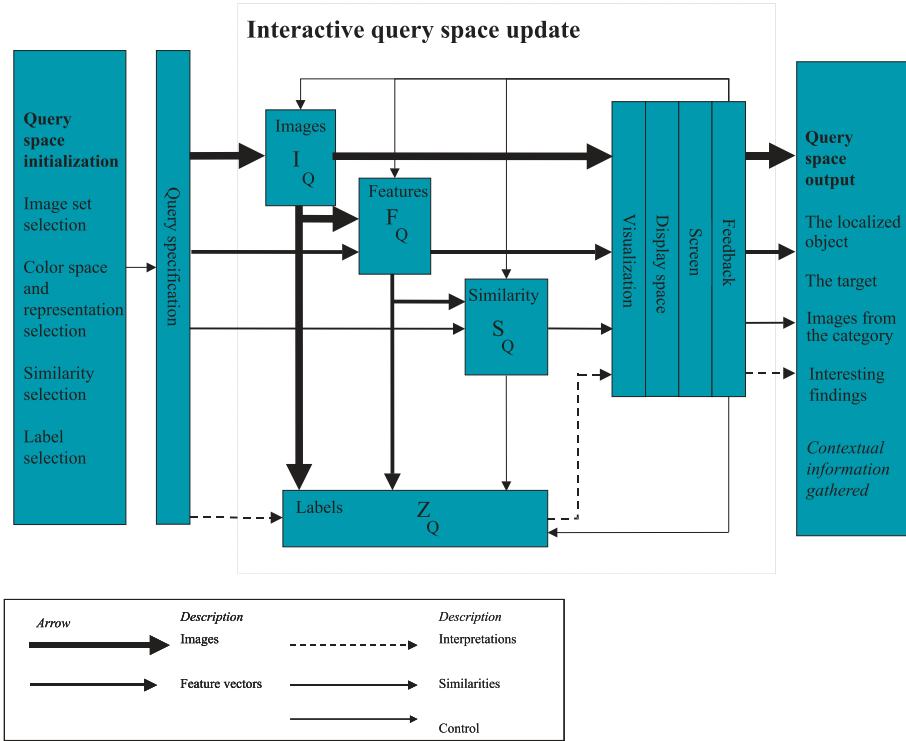 Interactive query space update
Query
space
initialization
Image set
selection
Color space
and
representation
selection
Similarity
selection
Label
selection
Query specification
Images
I
Q
Features
F
Q
Similarity
S
Q
Labels
Z
Q
Visualization
Display space
Screen
Feedback
Query
space
output
The localized
object
The target
Images from
the category
Interesting
findings
Contextual
information
gathered
Arrow Description Description
Images Interpretations
Feature vectors Similarities
Control